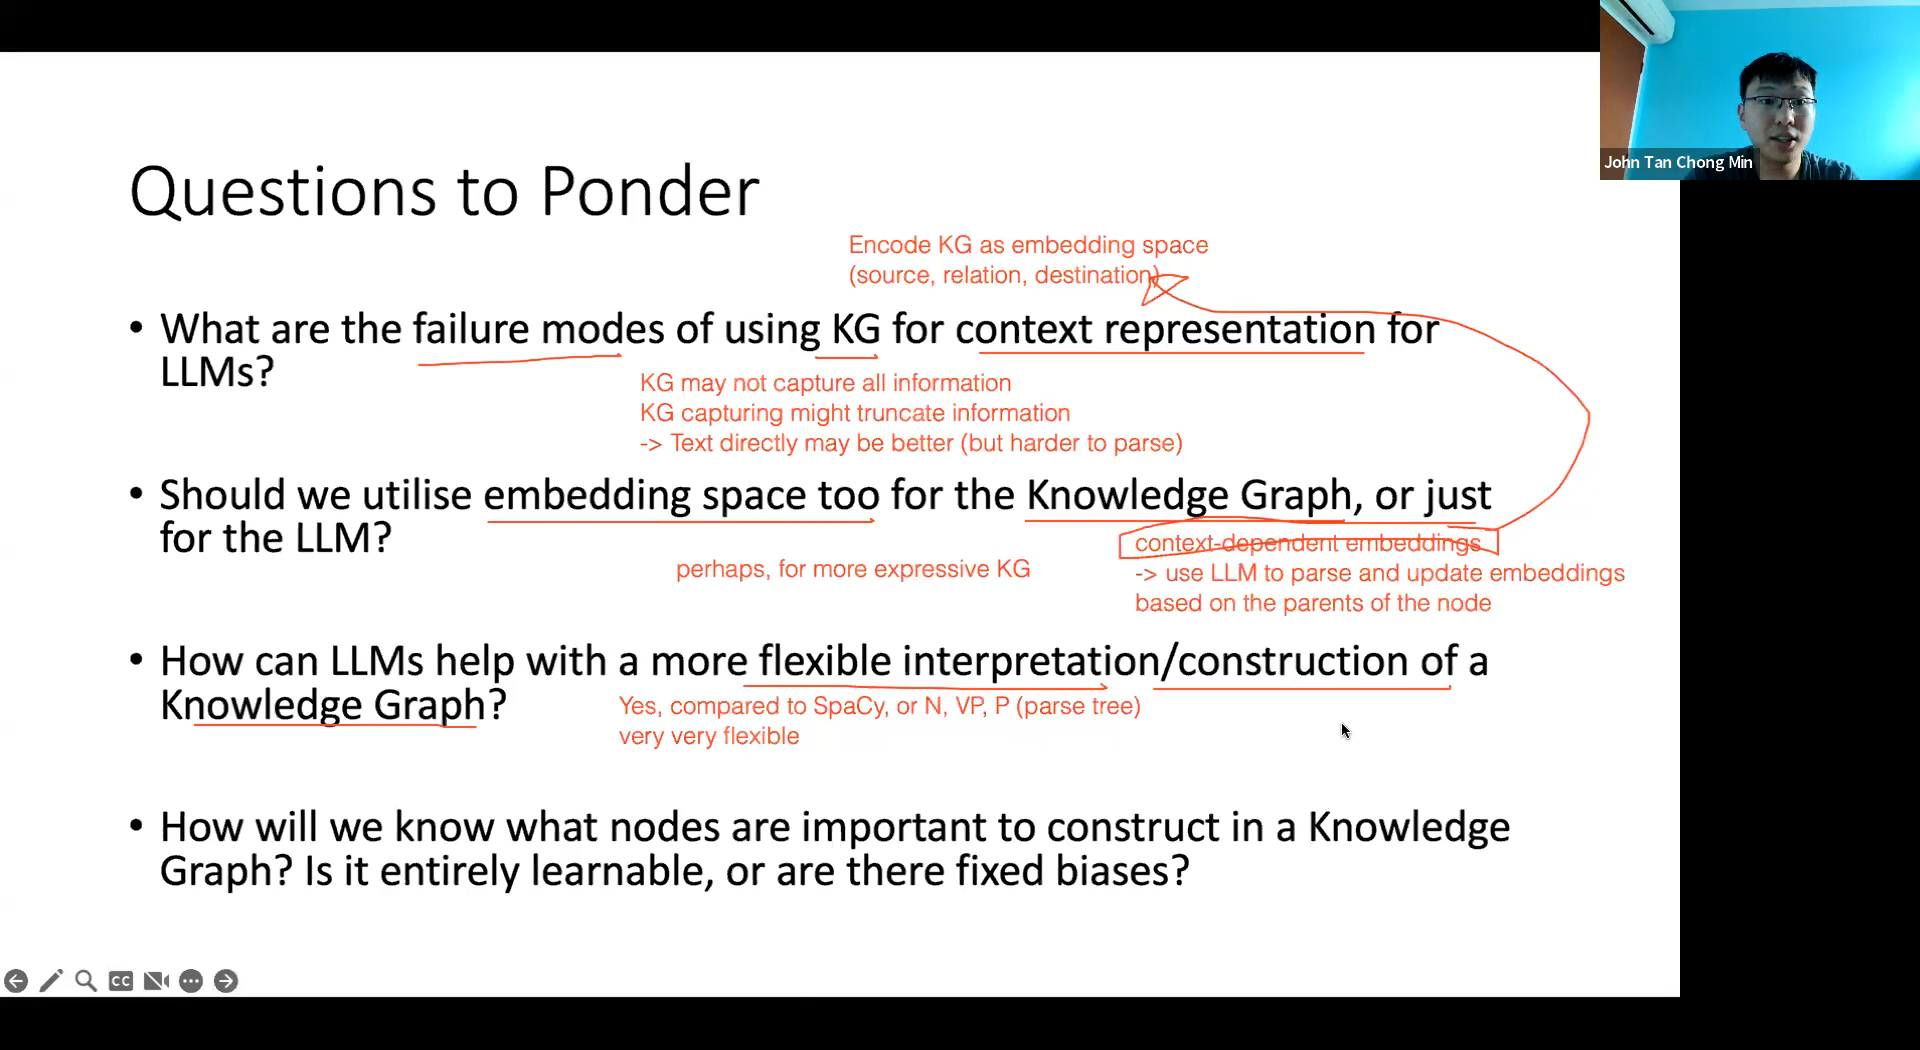 John Tan Chong Min
Questions to Ponder
Encode KG as embedding space
(source, relation, destination)
• What are the failure modes of using KG for context representation for
LLMs?
KG may not capture all information
KG capturing might truncate information
-> Text directly may be better (but harder to parse)
• Should we utilise embedding space too for the Knowledge Graph, or just
for the LLM?
context-dependent embeddings
perhaps, for more expressive KG
-> use LLM to parse and update embeddings
based on the parents of the node
• How can LLMs help with a more flexible interpretation/construction of a
Knowledge Graph?
Yes, compared to SpaCy, or N, VP, P (parse tree)
very very flexible
• How will we know what nodes are important to construct in a Knowledge
Graph? Is it entirely learnable, or are there fixed biases?
CC